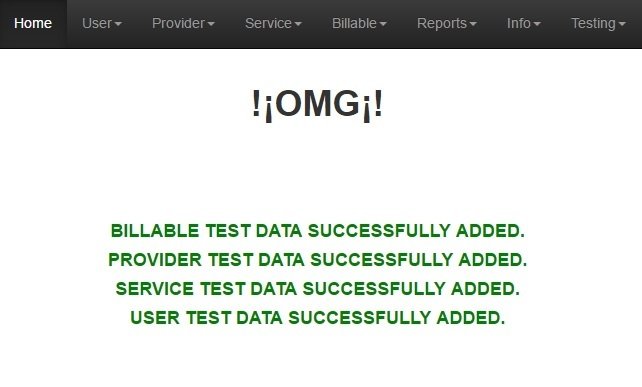 Home User Provider Service Billable Reports Info Testing
!¡OMG¡!
BILLABLE TEST DATA SUCCESSFULLY ADDED.
PROVIDER TEST DATA SUCCESSFULLY ADDED.
SERVICE TEST DATA SUCCESSFULLY ADDED.
USER TEST DATA SUCCESSFULLY ADDED.